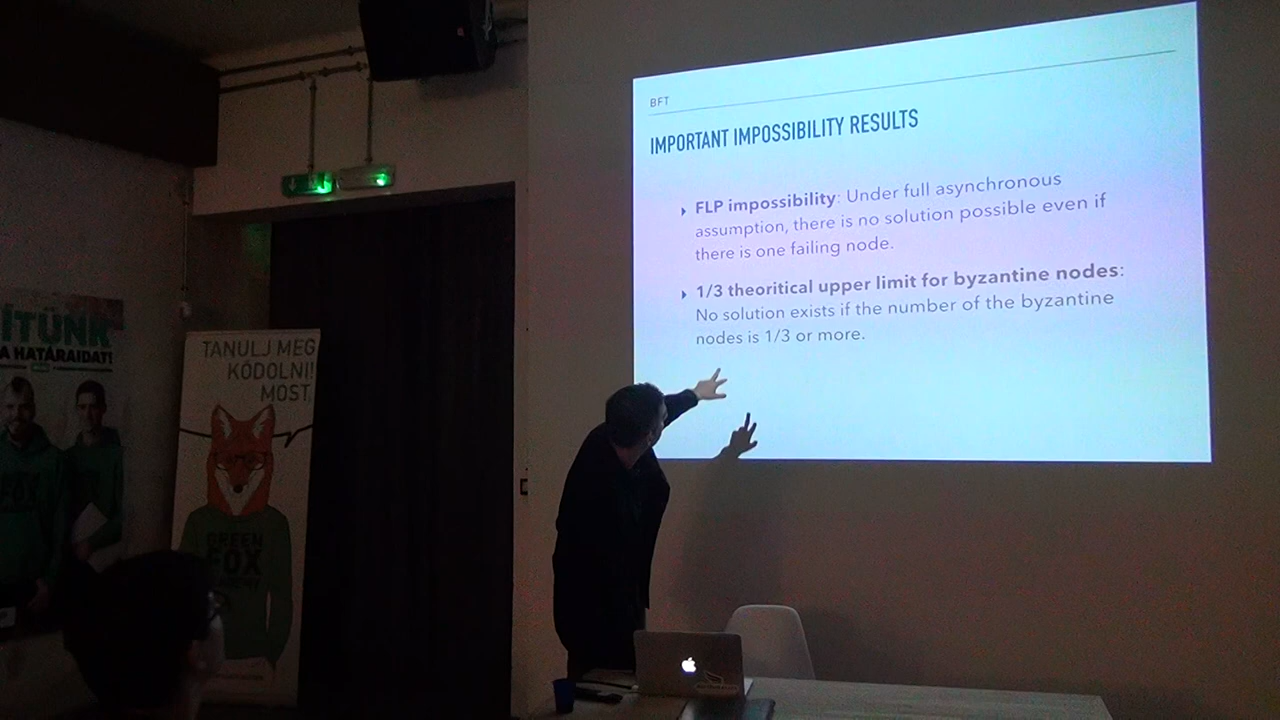 BFT
IMPORTANT IMPOSSIBILITY RESULTS
FLP impossibility: Under full asynchronous
assumption, there is no solution possible even if
there is one failing node.
1/3 theoritical upper limit for byzantine nodes:
No solution exists if the number of the byzantine
nodes is 1/3 or more.
ÍTÜNK
A HATÁRAIDAT!
TANULJ MEG
KÓDOLNI!
MOST.
GREEN
FOX
FOX